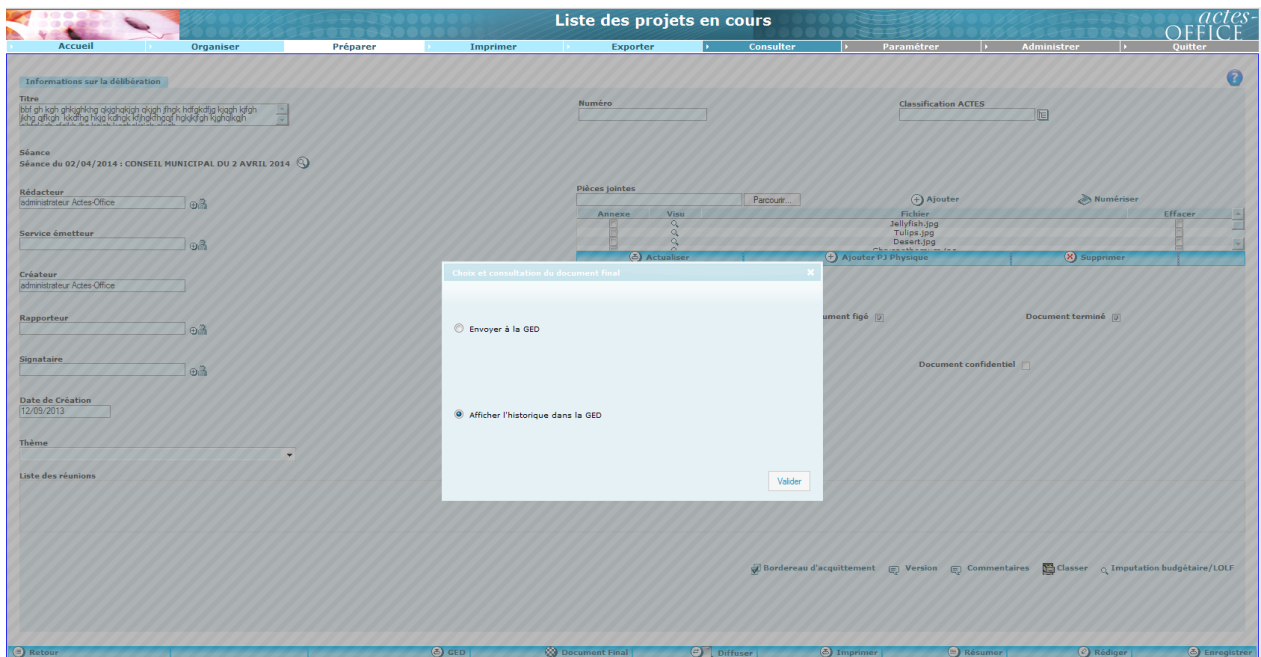 Liste des projets en cours
actes-
OFFICE
Accueil Organiser Préparer Imprimer Exporter Consulter Paramétrer Administrer Quitter
Informations sur la délibération
Titre
Numéro
Classification ACTES
Séance
Séance du 02/04/2014 : CONSEIL MUNICIPAL DU 2 AVRIL 2014
Rédacteur
administrateur Actes-Office
Pièces jointes
Parcourir...
Ajouter
Numériser
Annexe Visu Fichier Effacer
Jellyfish.jpg
Tulips.jpg
Desert.jpg
Service émetteur
Actualiser Ajouter PJ Physique Supprimer
Créateur
administrateur Actes-Office
Choix et consultation du document final
Rapporteur
Envoyer à la GED
figé
Document terminé
Signataire
Document confidentiel
Date de Création
12/09/2013
Afficher l'historique dans la GED
Thème
Liste des réunions
Valider
Bordereau d'acquittement Version Commentaires Classer Imputation budgétaire/LOLF
Retour GED Document Final Diffuser Imprimer Résumer Rédiger Enregistrer